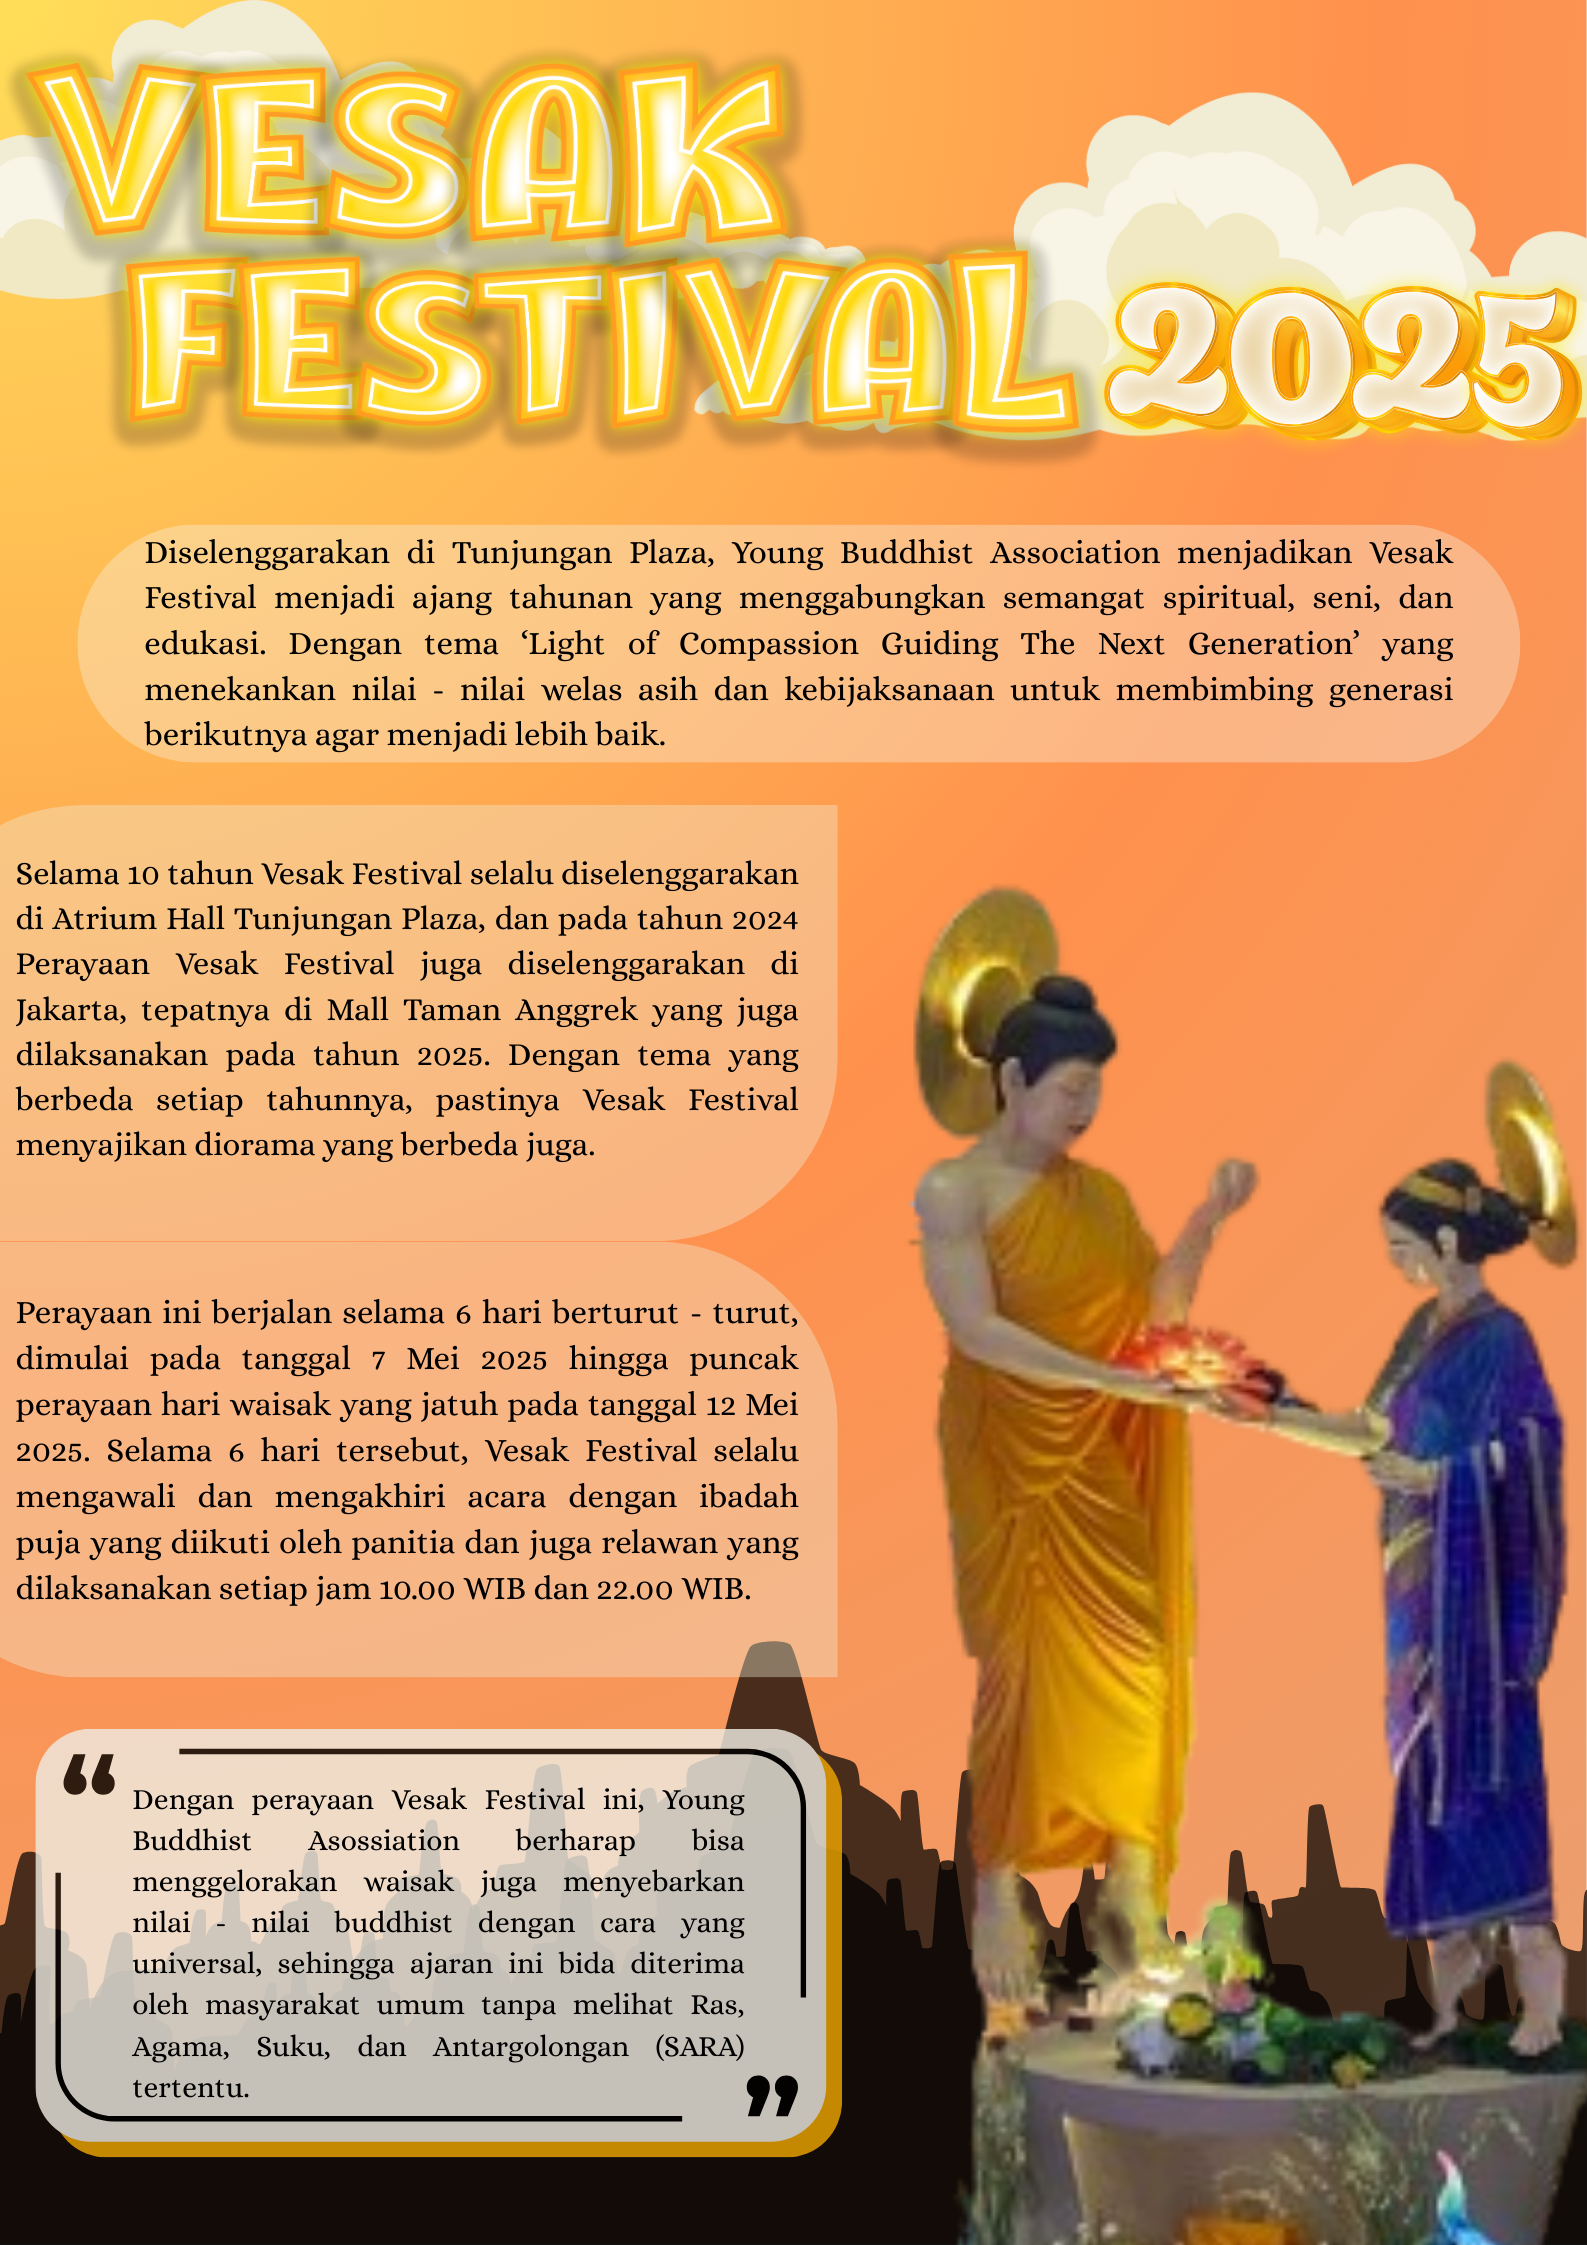 VESAK
FESTIVAL 2025
Diselenggarakan di Tunjungan Plaza, Young Buddhist Association menjadikan Vesak
Festival menjadi ajang tahunan yang menggabungkan semangat spiritual, seni, dan
edukasi. Dengan tema ‘Light of Compassion Guiding The Next Generation’ yang
menekankan nilai - nilai welas asih dan kebijaksanaan untuk membimbing generasi
berikutnya agar menjadi lebih baik.
Selama 10 tahun Vesak Festival selalu diselenggarakan
di Atrium Hall Tunjungan Plaza, dan pada tahun 2024
Perayaan Vesak Festival juga diselenggarakan di
Jakarta, tepatnya di Mall Taman Anggrek yang juga
dilaksanakan pada tahun 2025. Dengan tema yang
berbeda setiap tahunnya, pastinya Vesak Festival
menyajikan diorama yang berbeda juga.
Perayaan ini berjalan selama 6 hari berturut - turut,
dimulai pada tanggal 7 Mei 2025 hingga puncak
perayaan hari waisak yang jatuh pada tanggal 12 Mei
2025. Selama 6 hari tersebut, Vesak Festival selalu
mengawali dan mengakhiri acara dengan ibadah
puja yang diikuti oleh panitia dan juga relawan yang
dilaksanakan setiap jam 10.00 WIB dan 22.00 WIB.
“ Dengan perayaan Vesak Festival ini, Young
Buddhist Asossiation berharap bisa
menggelorakan waisak juga menyebarkan
nilai - nilai buddhist dengan cara yang
universal, sehingga ajaran ini bida diterima
oleh masyarakat umum tanpa melihat Ras,
Agama, Suku, dan Antargolongan (SARA)
tertentu. ”